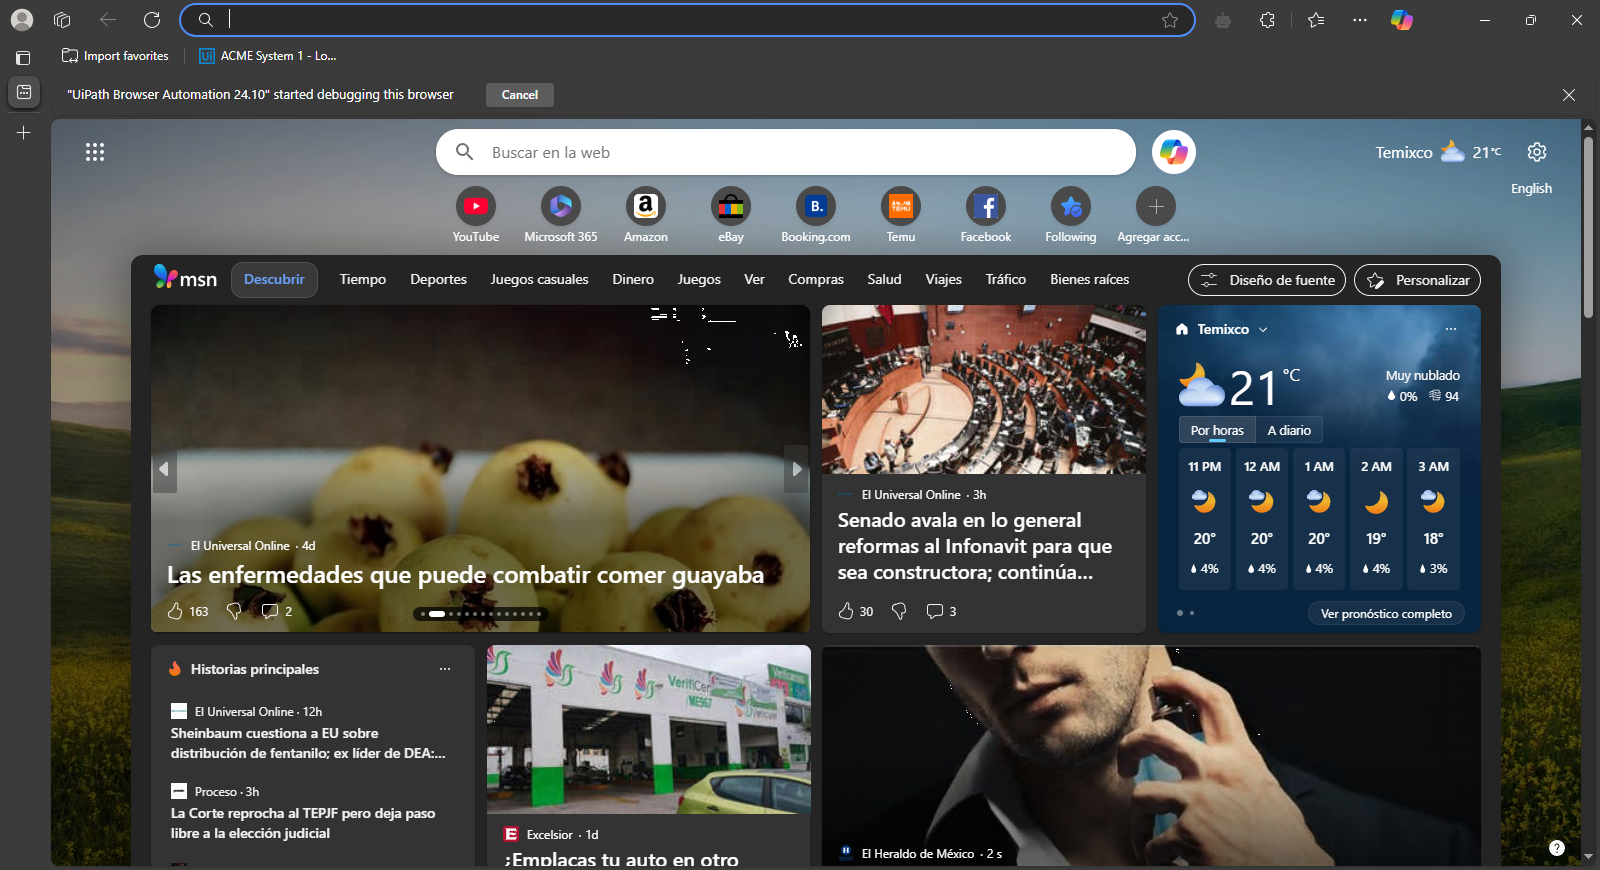 Import favorites
ACME System 1 - Lo...
"UiPath Browser Automation 24.10" started debugging this browser
Cancel
Buscar en la web
Temixco
21°C
English
YouTube
Microsoft 365
Amazon
eBay
Booking.com
Temu
Facebook
Following
Agregar acc...
msn
Descubrir
Tiempo
Deportes
Juegos casuales
Dinero
Juegos
Ver
Compras
Salud
Viajes
Tráfico
Bienes raíces
Diseño de fuente
Personalizar
El Universal Online · 4d
Las enfermedades que puede combatir comer guayaba
163
2
El Universal Online · 3h
Senado avala en lo general
reformas al Infonavit para que
sea constructora; continúa...
30
3
Temixco
21 °C
Muy nublado
0% 94
Por horas
A diario
11 PM 12 AM 1 AM 2 AM 3 AM
20° 20° 20° 19° 18°
4% 4% 4% 4% 3%
Ver pronóstico completo
Historias principales
El Universal Online · 12h
Sheinbaum cuestiona a EU sobre
distribución de fentanilo; ex líder de DEA:...
Proceso · 3h
La Corte reprocha al TEPJF pero deja paso
libre a la elección judicial
VerifiCen
/ME967
Excelsior · 1d
¿Emplacas tu auto en otro
El Heraldo de México · 2 s